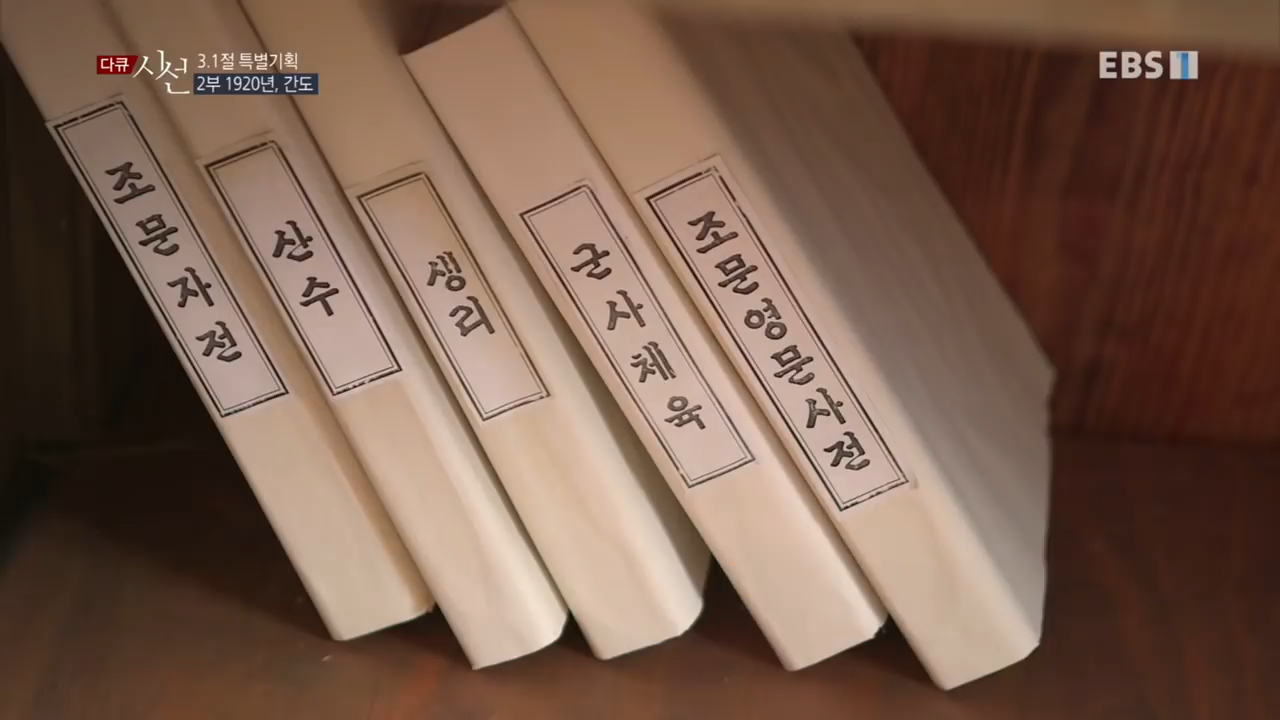 다큐 시선
3.1절 특별기획
2부 1920년, 간도
EBS 1
조문자전
산수
생리
군사체육
조문영문사전